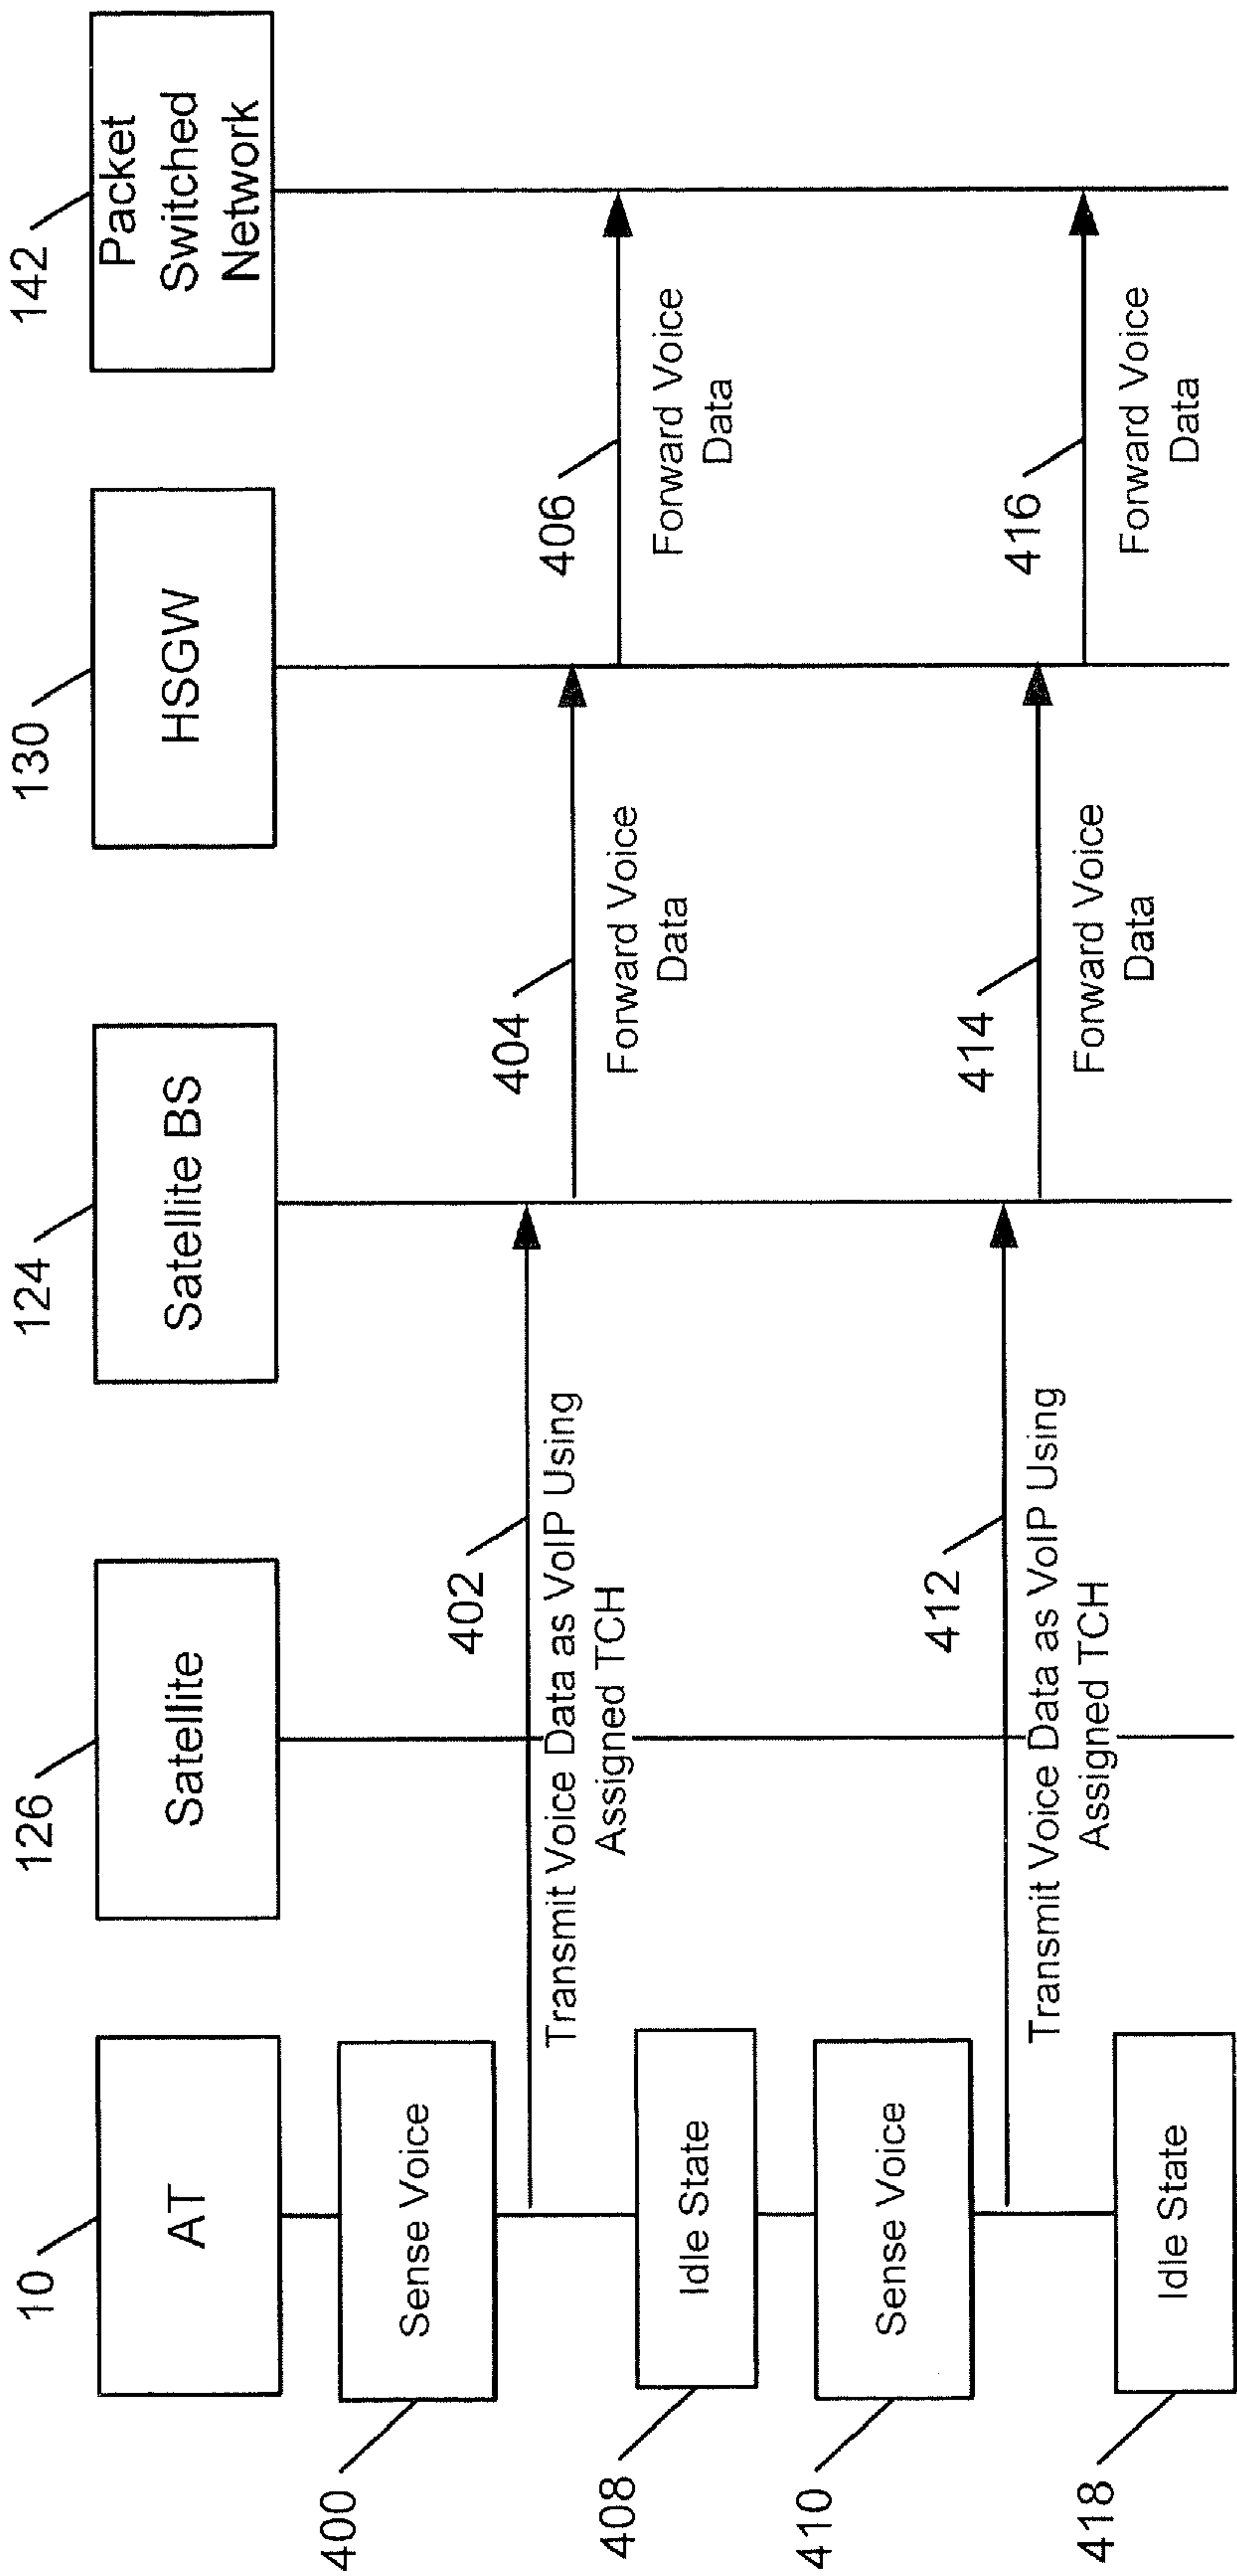 10
126
124
130
142
AT
Satellite
Satellite BS
HSGW
Packet
Switched
Network
400
Sense Voice
402
Transmit Voice Data as VoIP Using
Assigned TCH
404
Forward Voice
Data
406
Forward Voice
Data
408
Idle State
410
Sense Voice
412
Transmit Voice Data as VoIP Using
Assigned TCH
414
Forward Voice
Data
416
Forward Voice
Data
418
Idle State